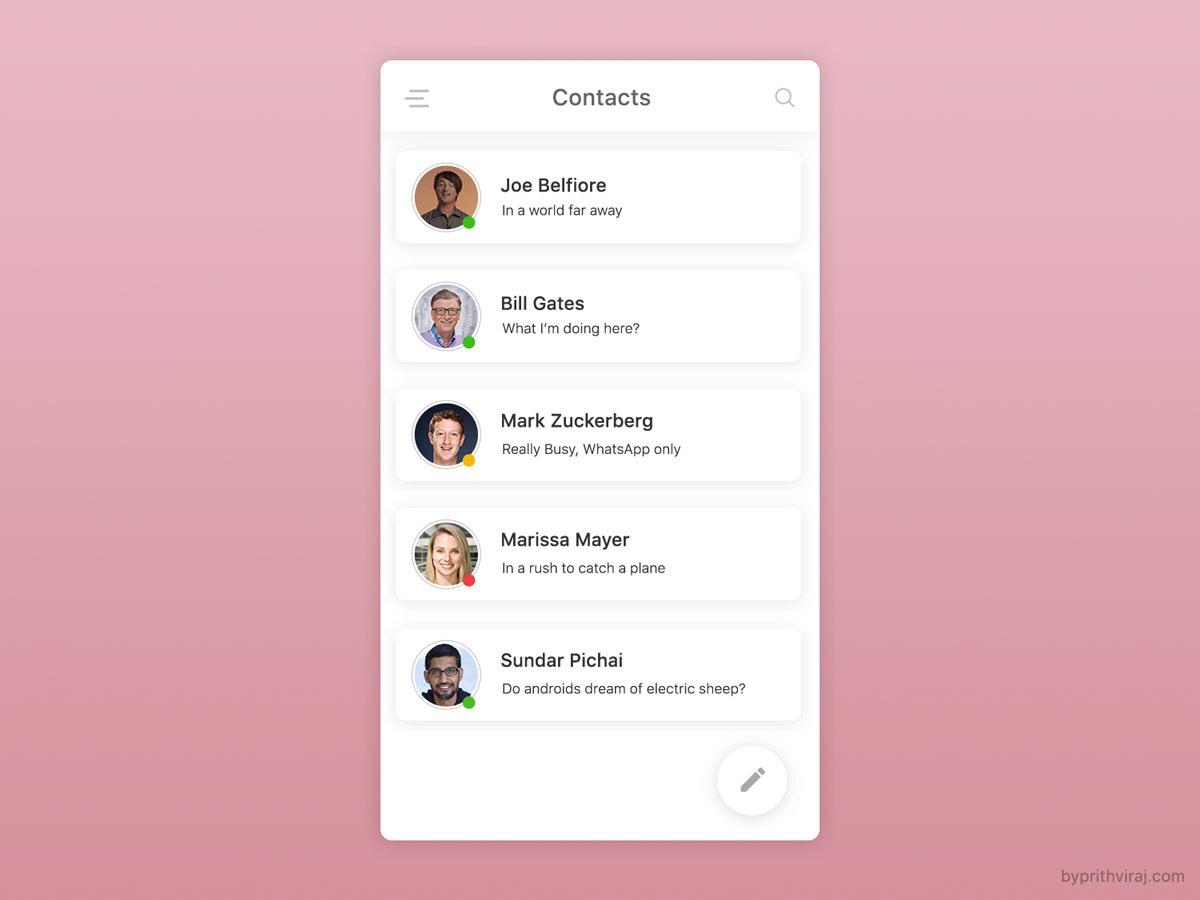 Contacts
Joe Belfiore
In a world far away
Bill Gates
What I’m doing here?
Mark Zuckerberg
Really Busy, WhatsApp only
Marissa Mayer
In a rush to catch a plane
Sundar Pichai
Do androids dream of electric sheep?
byprithviraj.com